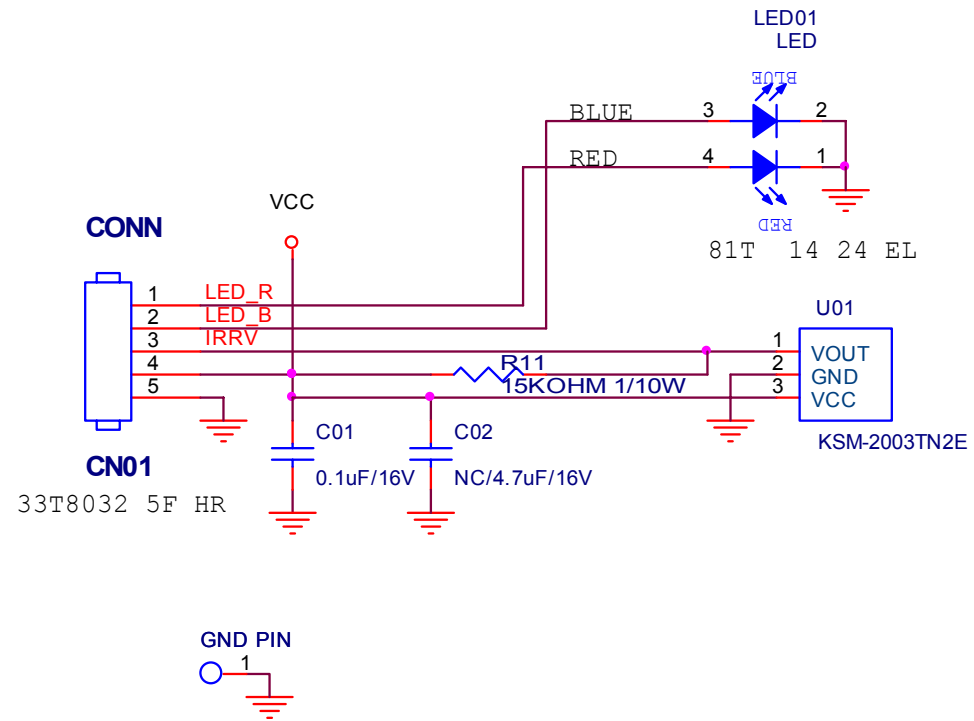 LED01
LED
BLUE
BLUE
3
2
RED
4
1
RED
81T 14 24 EL
VCC
CONN
1
LED_R
2
LED_B
3
IRRV
4
5
R11
15KOHM 1/10W
U01
1
VOUT
2
GND
3
VCC
KSM-2003TN2E
C01
0.1uF/16V
C02
NC/4.7uF/16V
CN01
33T8032 5F HR
GND PIN
1